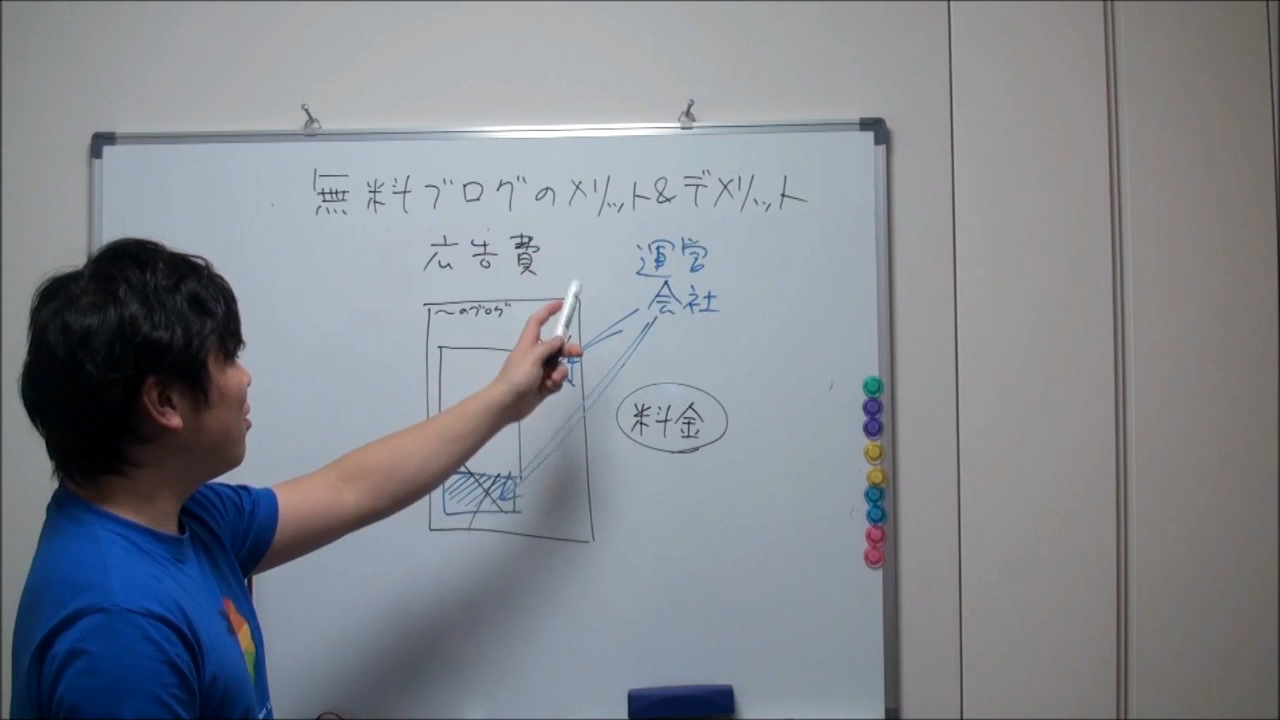 無料ブログのメリット&デメリット
広告費
運営
会社
～のブログ
料金